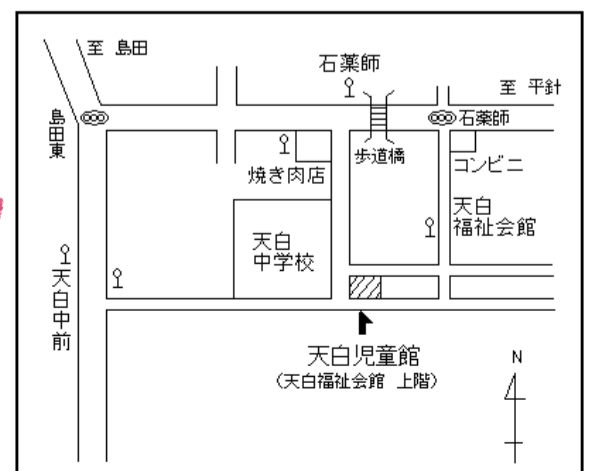 至 島田
石薬師
至 平針
島田東
石薬師
歩道橋
コンビニ
焼き肉店
天白
福祉会館
天白
中学校
天白中前
天白児童館
(天白福祉会館 上階)
N